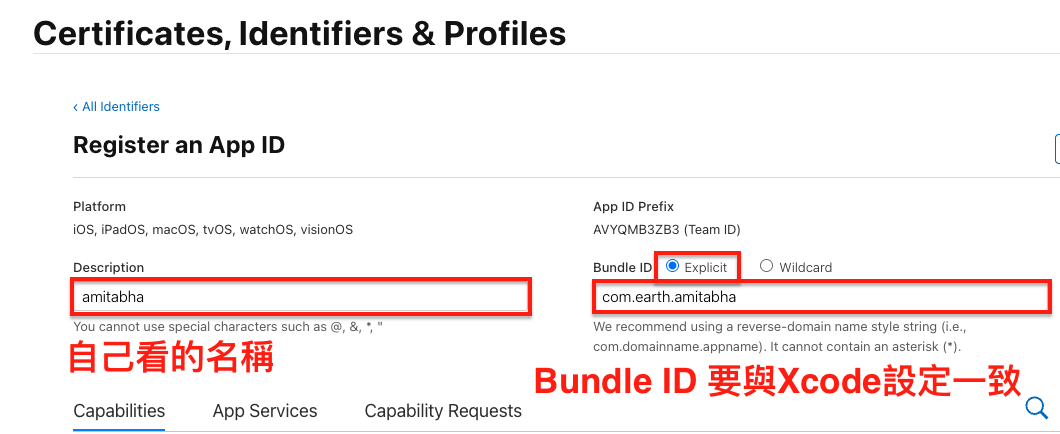 Certificates, Identifiers & Profiles
‹ All Identifiers
Register an App ID
Platform
iOS, iPadOS, macOS, tvOS, watchOS, visionOS
App ID Prefix
AVYQMB3ZB3 (Team ID)
Description
amitabha
You cannot use special characters such as @, &, *, "
自己看的名稱
Bundle ID Explicit Wildcard
com.earth.amitabha
We recommend using a reverse-domain name style string (i.e.,
com.domainname.appname). It cannot contain an asterisk (*).
Bundle ID 要與Xcode設定一致
Capabilities App Services Capability Requests